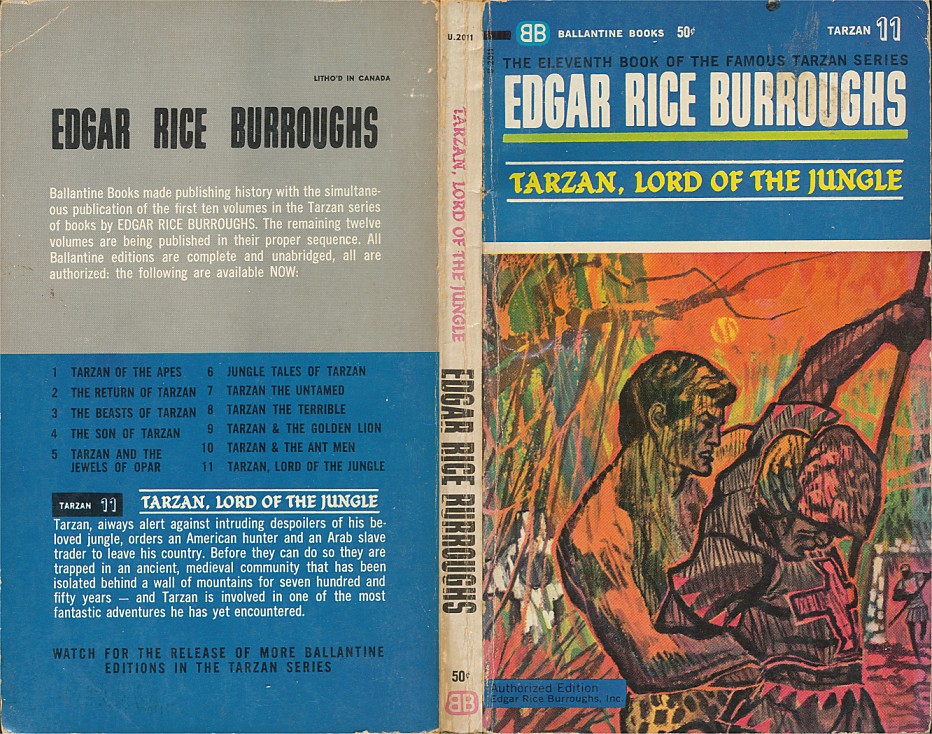 LITHO'D IN CANADA
EDGAR RICE BURROUGHS
Ballantine Books made publishing history with the simultane-
ous publication of the first ten volumes in the Tarzan series
of books by EDGAR RICE BURROUGHS. The remaining twelve
volumes are being published in their proper sequence. All
Ballantine editions are complete and unabridged, all are
authorized: the following are available NOW:
1 TARZAN OF THE APES
2 THE RETURN OF TARZAN
3 THE BEASTS OF TARZAN
4 THE SON OF TARZAN
5 TARZAN AND THE
JEWELS OF OPAR
6 JUNGLE TALES OF TARZAN
7 TARZAN THE UNTAMED
8 TARZAN THE TERRIBLE
9 TARZAN & THE GOLDEN LION
10 TARZAN & THE ANT MEN
11 TARZAN, LORD OF THE JUNGLE
TARZAN 11
TARZAN, LORD OF THE JUNGLE
Tarzan, always alert against intruding despoilers of his be-
loved jungle, orders an American hunter and an Arab slave
trader to leave his country. Before they can do so they are
trapped in an ancient, medieval community that has been
isolated behind a wall of mountains for seven hundred and
fifty years — and Tarzan is involved in one of the most
fantastic adventures he has yet encountered.
WATCH FOR THE RELEASE OF MORE BALLANTINE
EDITIONS IN THE TARZAN SERIES
U.2011
TARZAN, LORD OF THE JUNGLE
EDGAR RICE BURROUGHS
50¢
BB
BB BALLANTINE BOOKS 50¢
TARZAN 11
THE ELEVENTH BOOK OF THE FAMOUS TARZAN SERIES
EDGAR RICE BURROUGHS
TARZAN, LORD OF THE JUNGLE
Authorized Edition
Edgar Rice Burroughs, Inc.